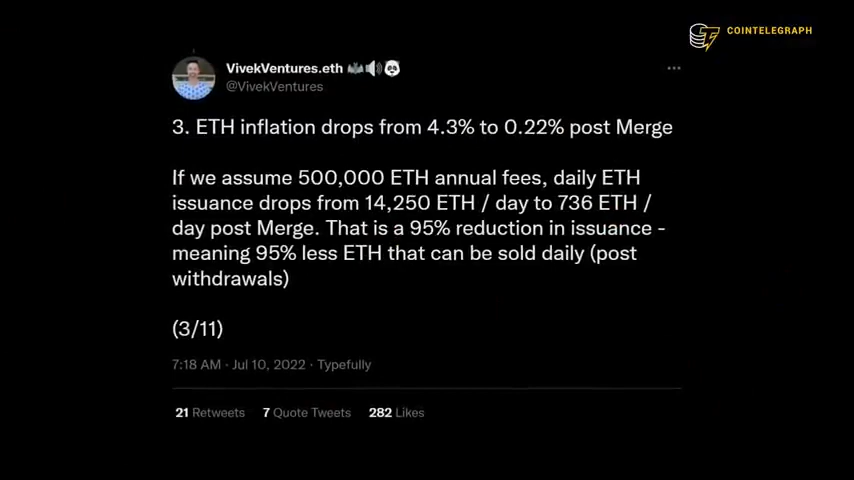 COINTELEGRAPH
VivekVentures.eth 🦇🔊🐼
@VivekVentures
3. ETH inflation drops from 4.3% to 0.22% post Merge
If we assume 500,000 ETH annual fees, daily ETH
issuance drops from 14,250 ETH / day to 736 ETH /
day post Merge. That is a 95% reduction in issuance -
meaning 95% less ETH that can be sold daily (post
withdrawals)
(3/11)
7:18 AM · Jul 10, 2022 · Typefully
21 Retweets 7 Quote Tweets 282 Likes